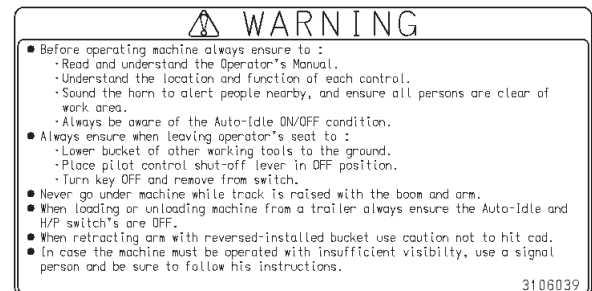 ⚠ WARNING
● Before operating machine always ensure to :
・Read and understand the Operator"s Manual.
・Understand the location and function of each control.
・Sound the horn to alert people nearby, and ensure all persons are clear of
work area.
・Always be aware of the Auto-Idle ON/OFF condition.
● Always ensure when leaving operator"s seat to :
・Lower bucket of other working tools to the ground.
・Place pilot control shut-off lever in OFF position.
・Turn key OFF and remove from switch.
● Never go under machine while track is raised with the boom and arm.
● When loading or unloading machine from a trailer always ensure the Auto-Idle and
H/P switch"s are OFF.
● When retracting arm with reversed-installed bucket use caution not to hit cad.
● In case the machine must be operated with insufficient visibilty, use a signal
person and be sure to follow his instructions.
3106039